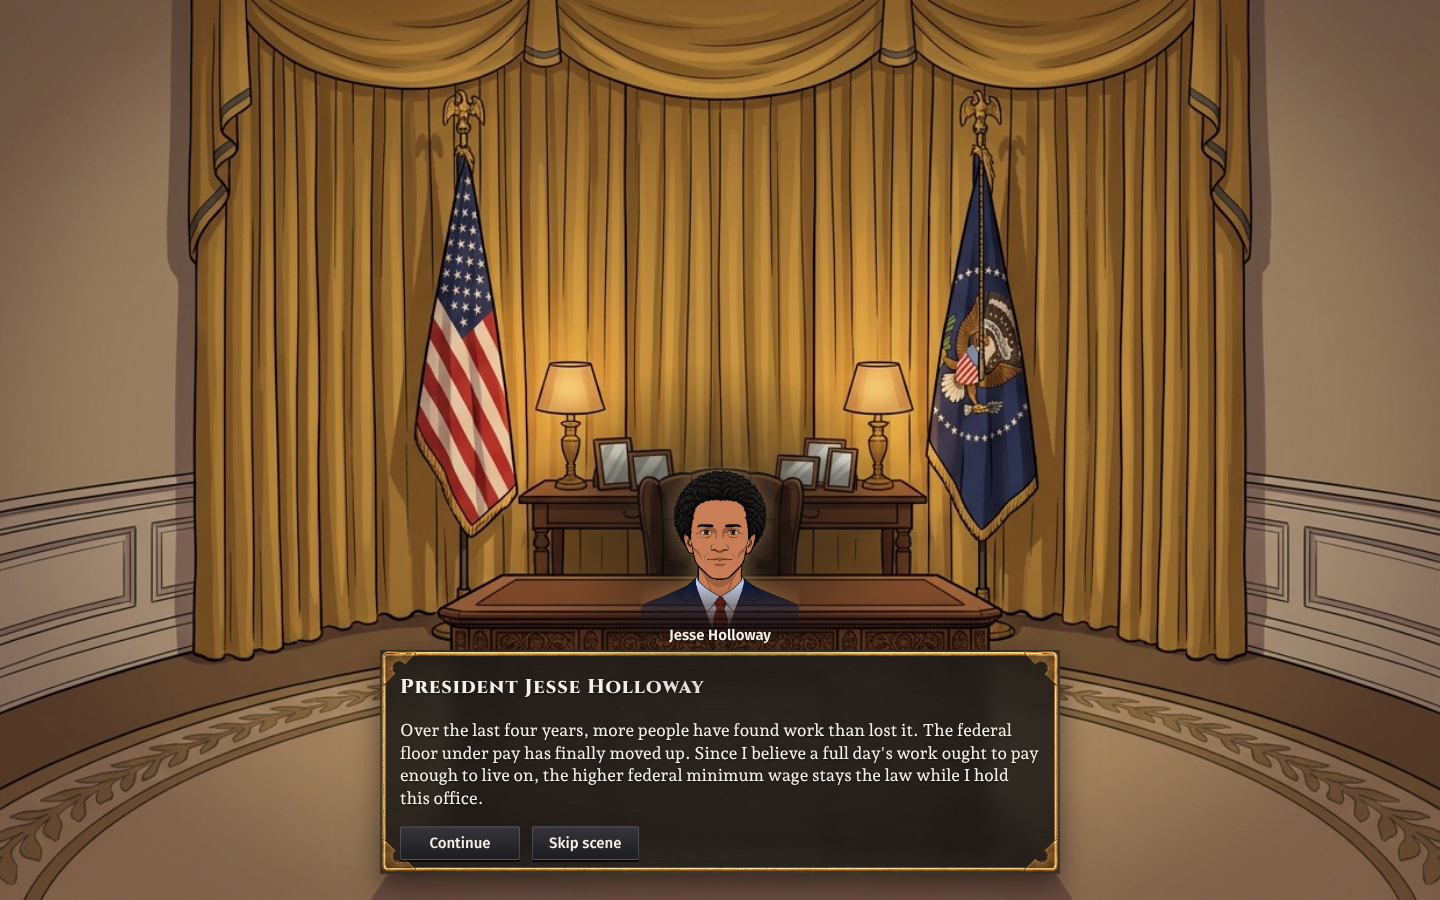 Jesse Holloway
President Jesse Holloway
Over the last four years, more people have found work than lost it. The federal
floor under pay has finally moved up. Since I believe a full day's work ought to pay
enough to live on, the higher federal minimum wage stays the law while I hold
this office.
Continue
Skip scene